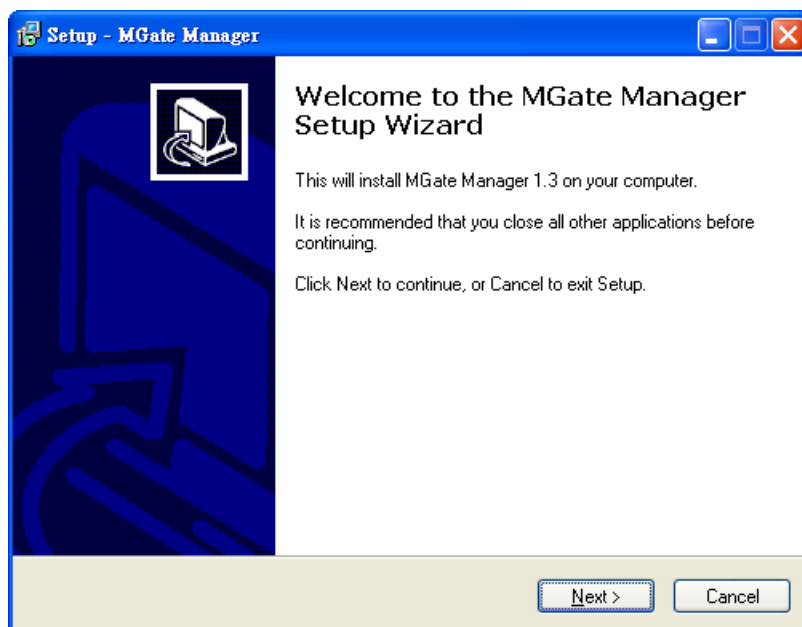 Setup - MGate Manager
Welcome to the MGate Manager
Setup Wizard
This will install MGate Manager 1.3 on your computer.
It is recommended that you close all other applications before
continuing.
Click Next to continue, or Cancel to exit Setup.
Next >
Cancel